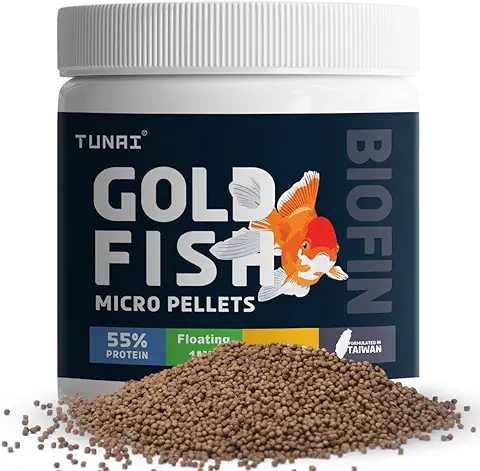 TUNAI®
GOLD
FISH
MICRO PELLETS
BIOFIN
55%
PROTEIN
Floating
FORMULATED IN
TAIWAN